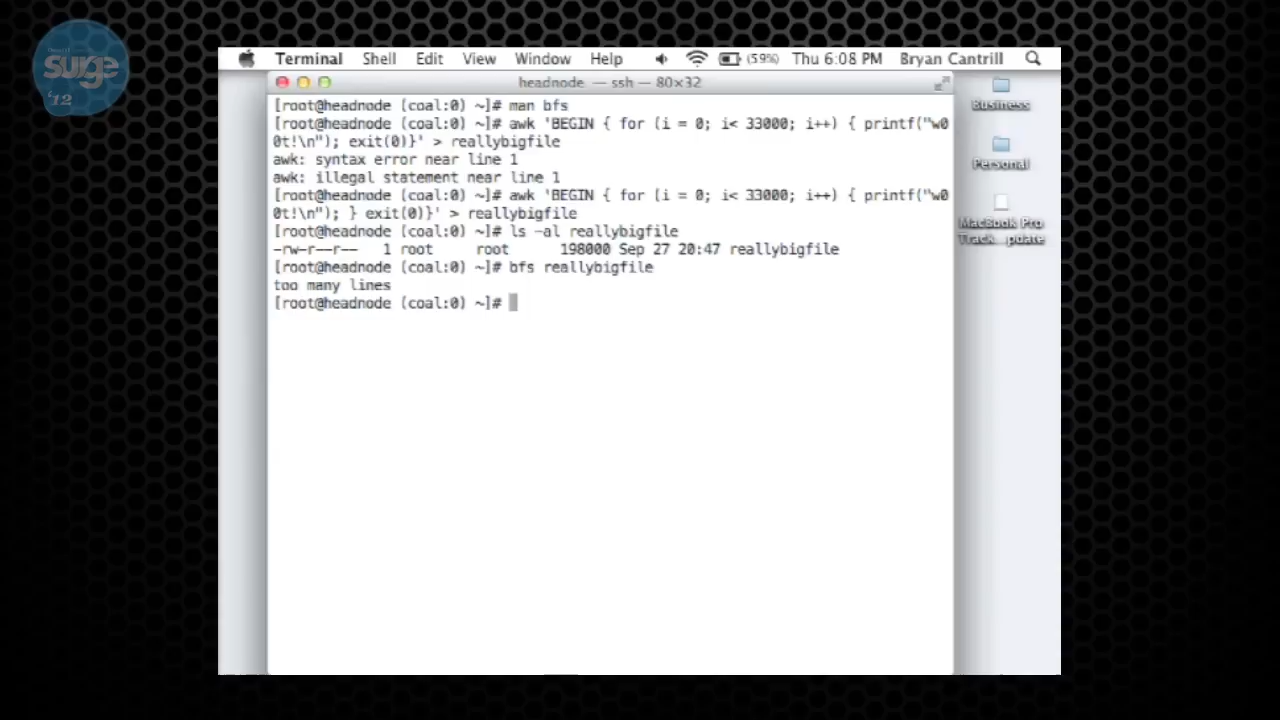 surge
'12
Terminal Shell Edit View Window Help (59%) Thu 6:08 PM Bryan Cantrill
headnode — ssh — 80×32
[root@headnode (coal:0) ~]# man bfs
[root@headnode (coal:0) ~]# awk 'BEGIN { for (i = 0; i< 33000; i++) { printf("w0
0t!\n"); exit(0)}' > reallybigfile
awk: syntax error near line 1
awk: illegal statement near line 1
[root@headnode (coal:0) ~]# awk 'BEGIN { for (i = 0; i< 33000; i++) { printf("w0
0t!\n"); } exit(0)}' > reallybigfile
[root@headnode (coal:0) ~]# ls -al reallybigfile
-rw-r--r-- 1 root root 198000 Sep 27 20:47 reallybigfile
[root@headnode (coal:0) ~]# bfs reallybigfile
too many lines
[root@headnode (coal:0) ~]#
Business
Personal
MacBook Pro
Track...pdate